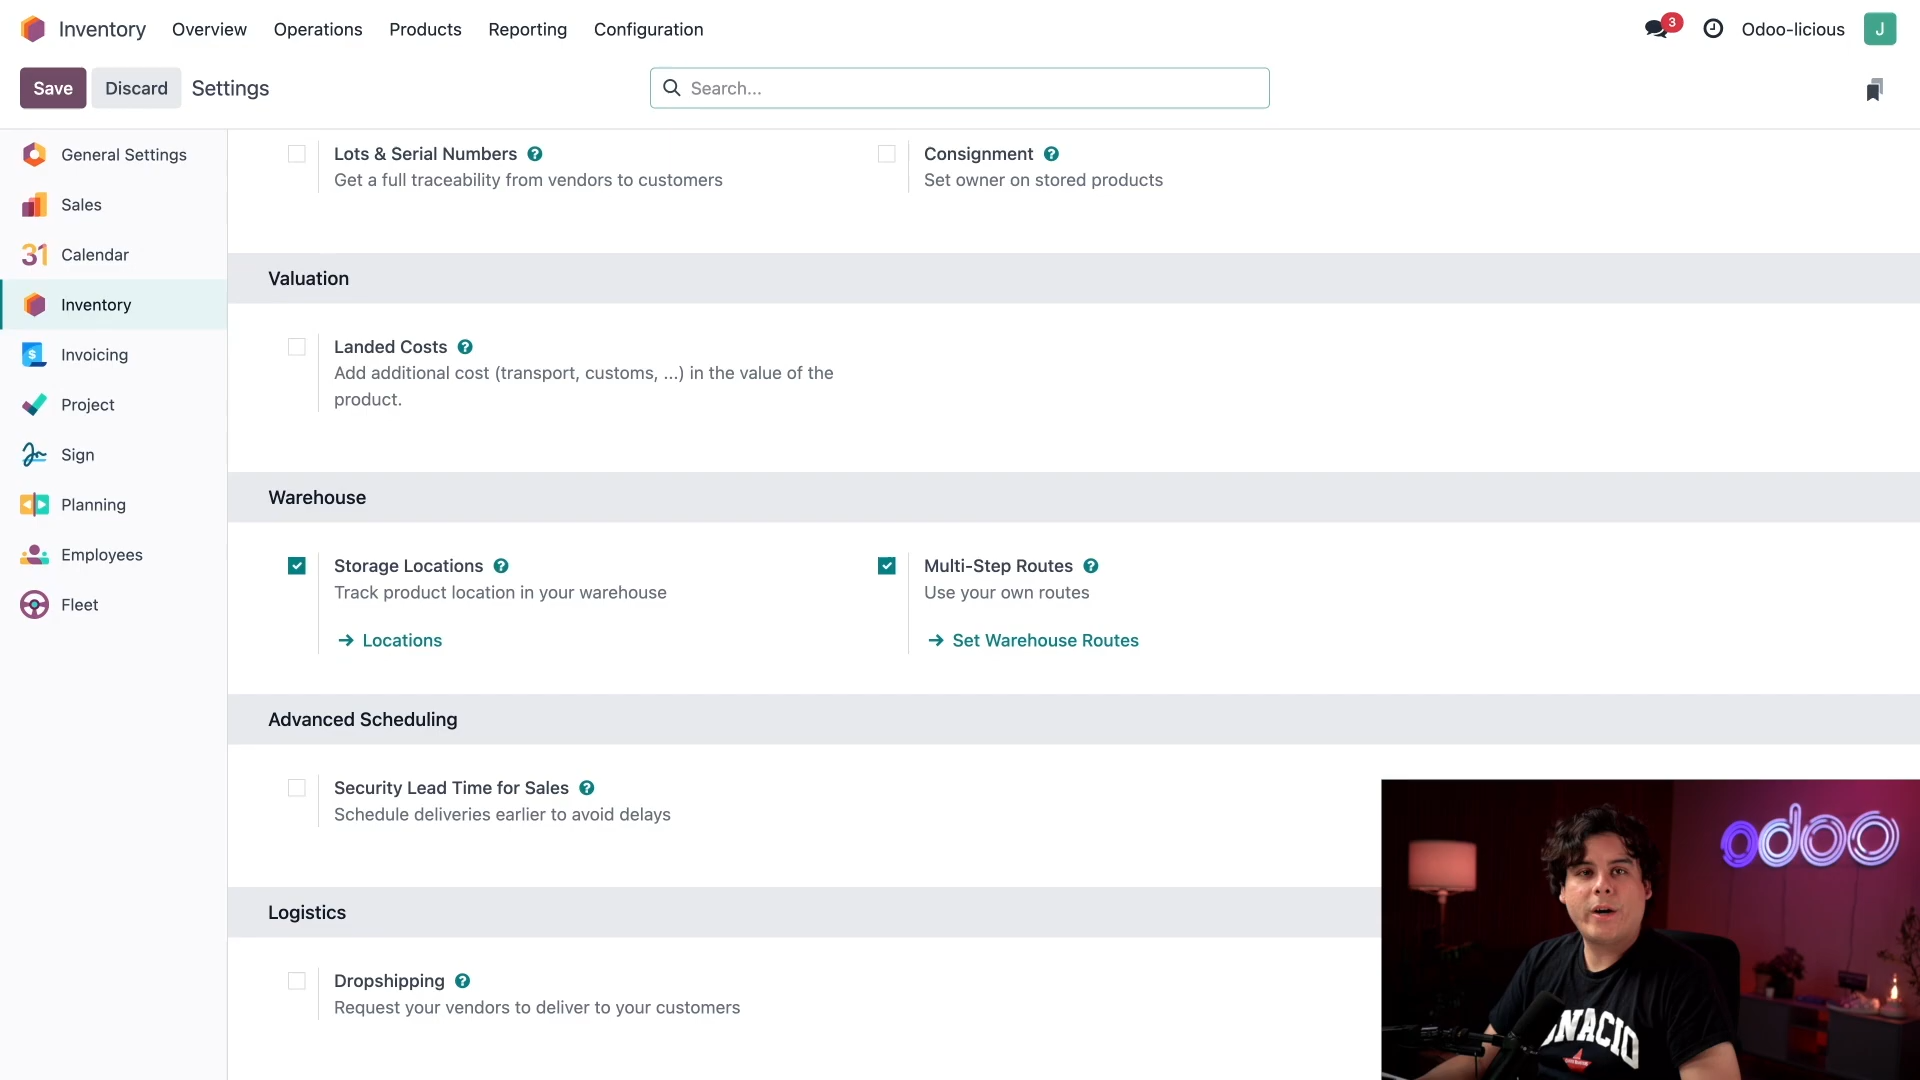 Inventory Overview Operations Products Reporting Configuration 3 Odoo-licious J
Save Discard Settings Search...
General Settings
Sales
31 Calendar
Inventory
$ Invoicing
Project
Sign
Planning
Employees
Fleet
Lots & Serial Numbers ?
Get a full traceability from vendors to customers
Consignment ?
Set owner on stored products
Valuation
Landed Costs ?
Add additional cost (transport, customs, ...) in the value of the
product.
Warehouse
Storage Locations ?
Track product location in your warehouse
→ Locations
Multi-Step Routes ?
Use your own routes
→ Set Warehouse Routes
Advanced Scheduling
Security Lead Time for Sales ?
Schedule deliveries earlier to avoid delays
Logistics
Dropshipping ?
Request your vendors to deliver to your customers
odoo